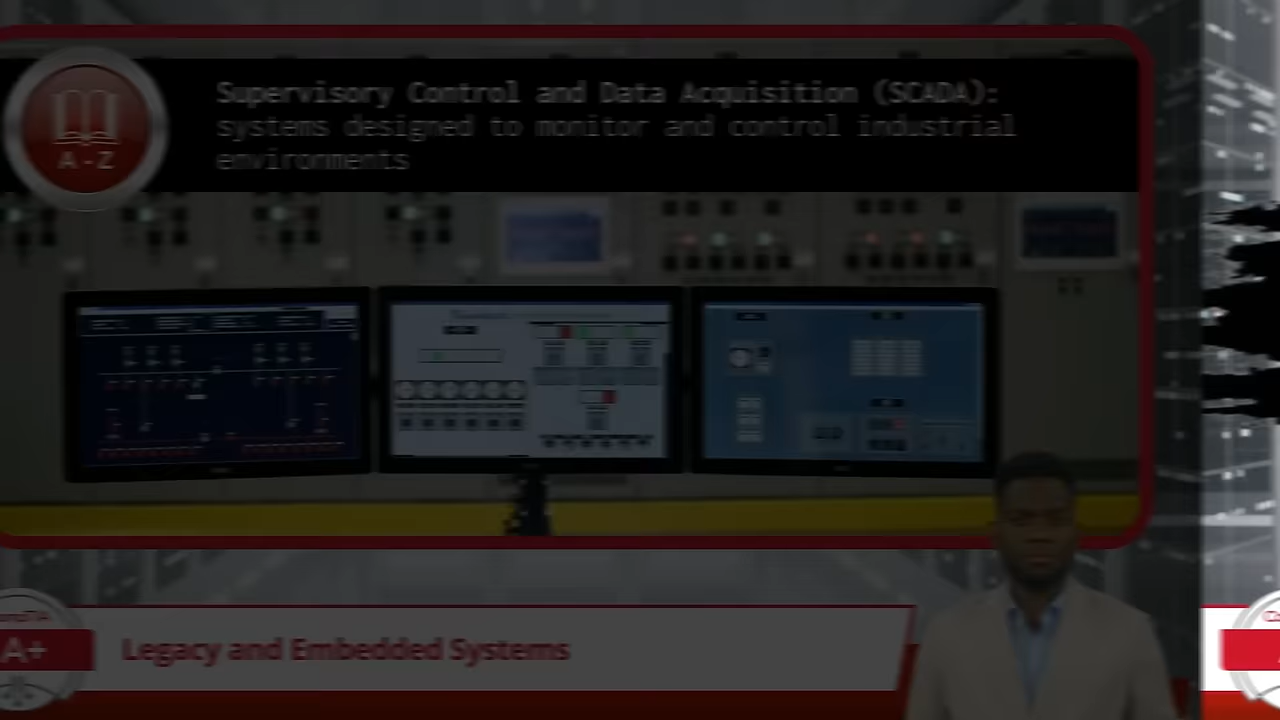 Supervisory Control and Data Acquisition (SCADA):
systems designed to monitor and control industrial
environments
A-Z
A+
Legacy and Embedded Systems